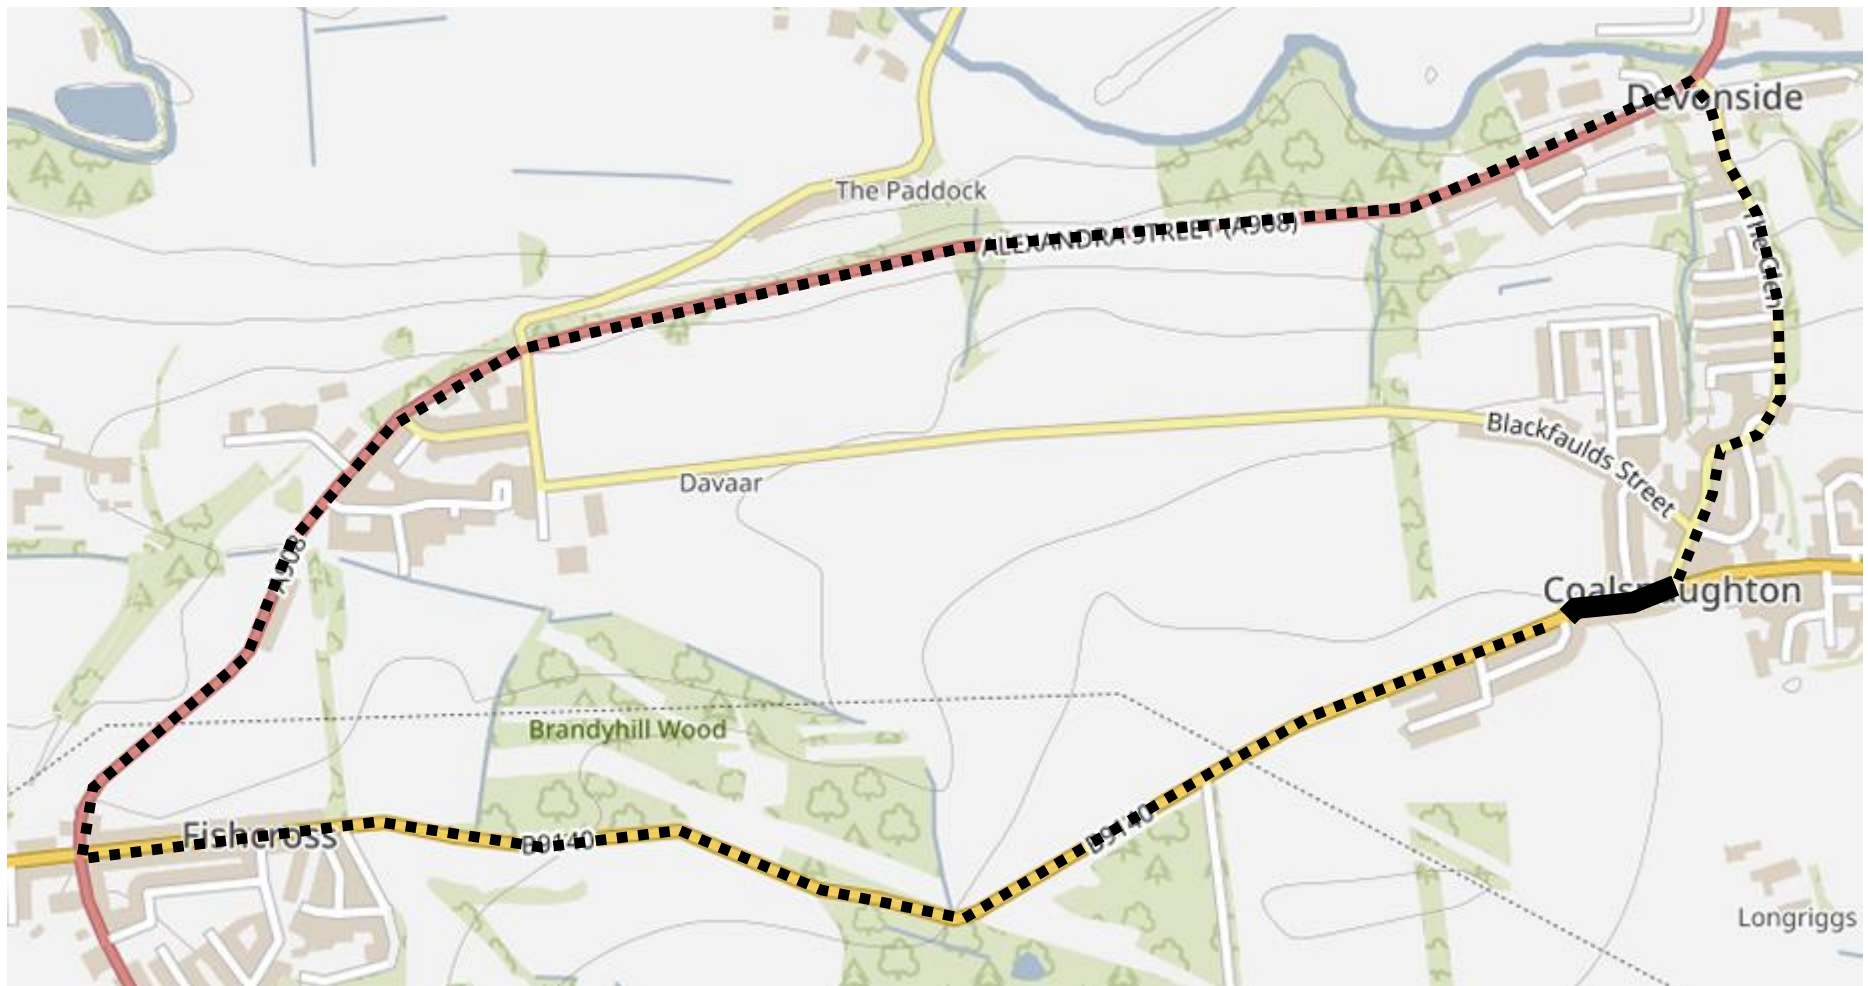 Devonside
The Paddock
ALEXANDRA STREET (A908)
The Glen
Blackfaulds Street
Davaar
A908
Coalsnaughton
Brandyhill Wood
Fishcross
B9140
B9140
Longriggs